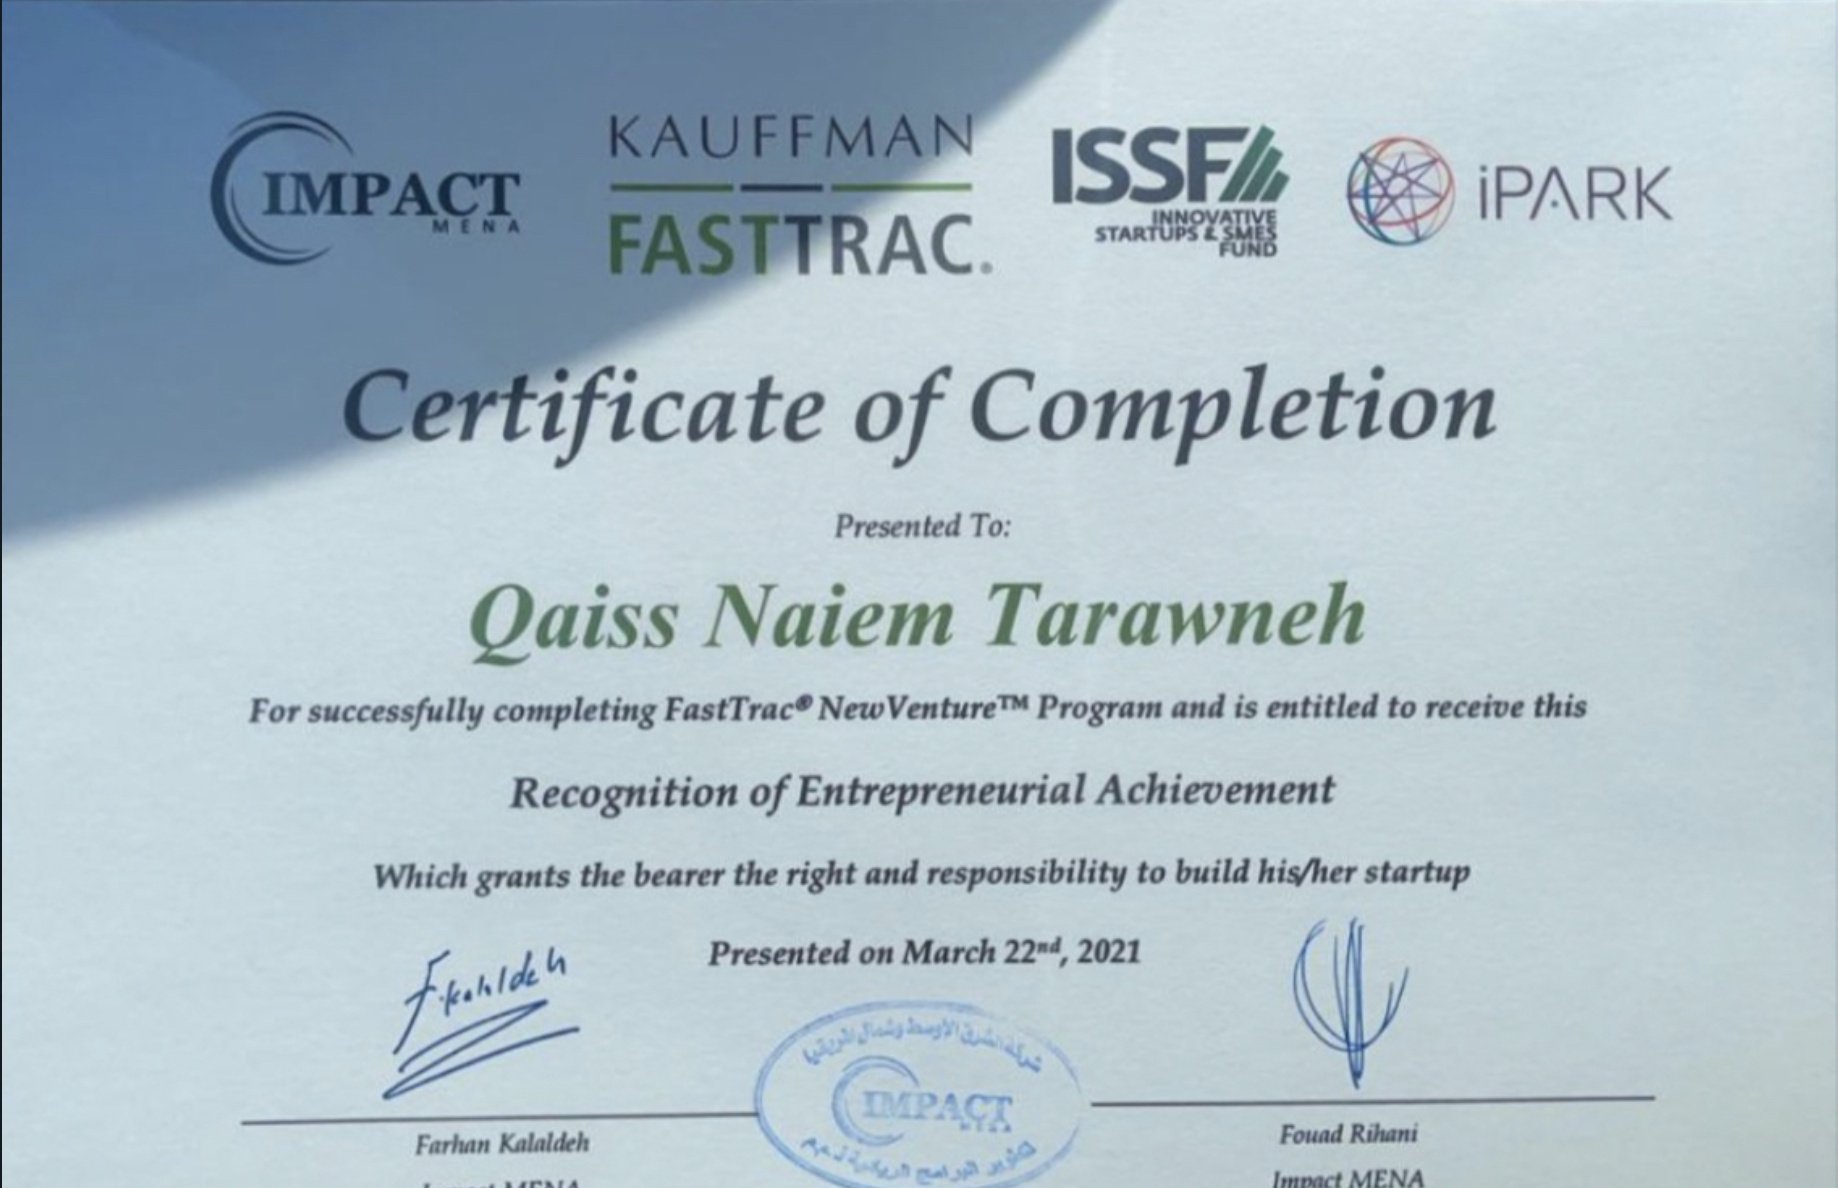 IMPACT
MENA
KAUFFMAN
FASTTRAC®
ISSF
INNOVATIVE
STARTUPS & SMES
FUND
iPARK
Certificate of Completion
Presented To:
Qaiss Naiem Tarawneh
For successfully completing FastTrac® NewVenture™ Program and is entitled to receive this
Recognition of Entrepreneurial Achievement
Which grants the bearer the right and responsibility to build his/her startup
Presented on March 22nd, 2021
F.kalaldeh
شركة الشرق الأوسط وشمال افريقيا
IMPACT
MENA
البرامج الريادية
Farhan Kalaldeh
Fouad Rihani
Impact MENA
Impact MENA